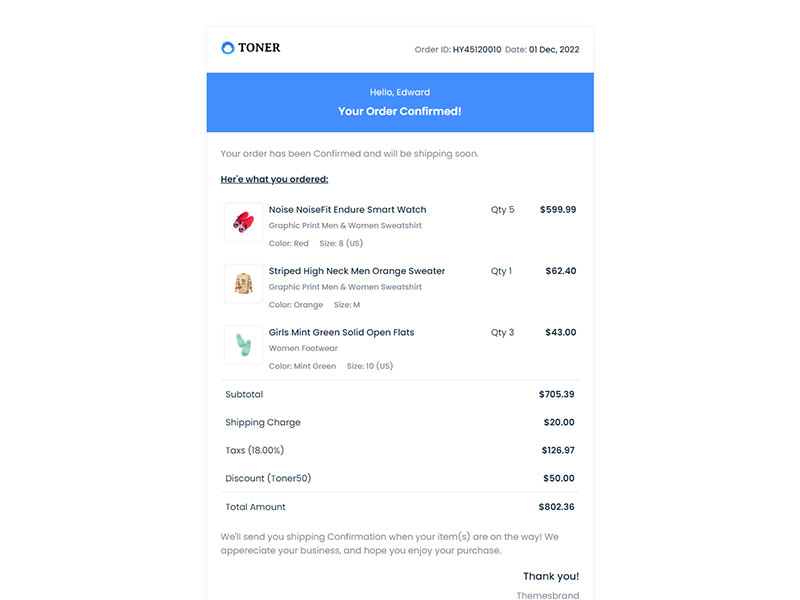 TONER
Order ID: HY45120010 Date: 01 Dec, 2022
Hello, Edward
Your Order Confirmed!
Your order has been Confirmed and will be shipping soon.
Her'e what you ordered:
Noise NoiseFit Endure Smart Watch Qty 5 $599.99
Graphic Print Men & Women Sweatshirt
Color: Red Size: 8 (US)
Striped High Neck Men Orange Sweater Qty 1 $62.40
Graphic Print Men & Women Sweatshirt
Color: Orange Size: M
Girls Mint Green Solid Open Flats Qty 3 $43.00
Women Footwear
Color: Mint Green Size: 10 (US)
Subtotal $705.39
Shipping Charge $20.00
Taxs (18.00%) $126.97
Discount (Toner50) $50.00
Total Amount $802.36
We'll send you shipping Confirmation when your item(s) are on the way! We
appereciate your business, and hope you enjoy your purchase.
Thank you!
Themesbrand